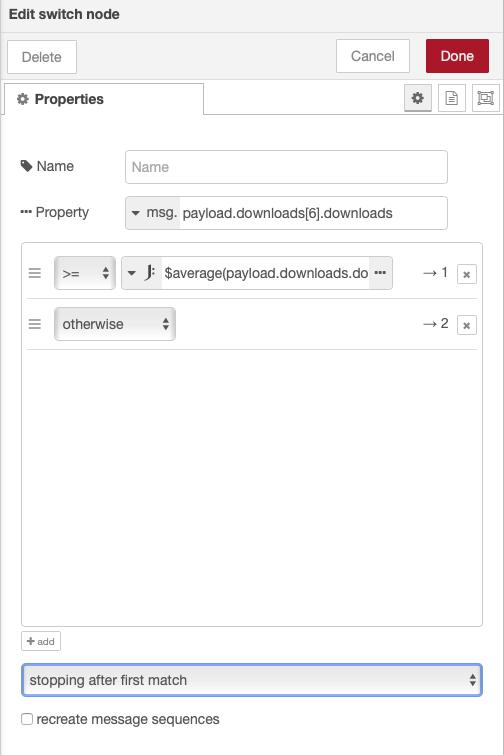 Edit switch node
Delete
Cancel
Done
Properties
Name
Name
Property
msg. payload.downloads[6].downloads
>= $average(payload.downloads.do → 1 x
otherwise → 2 x
+ add
stopping after first match
recreate message sequences